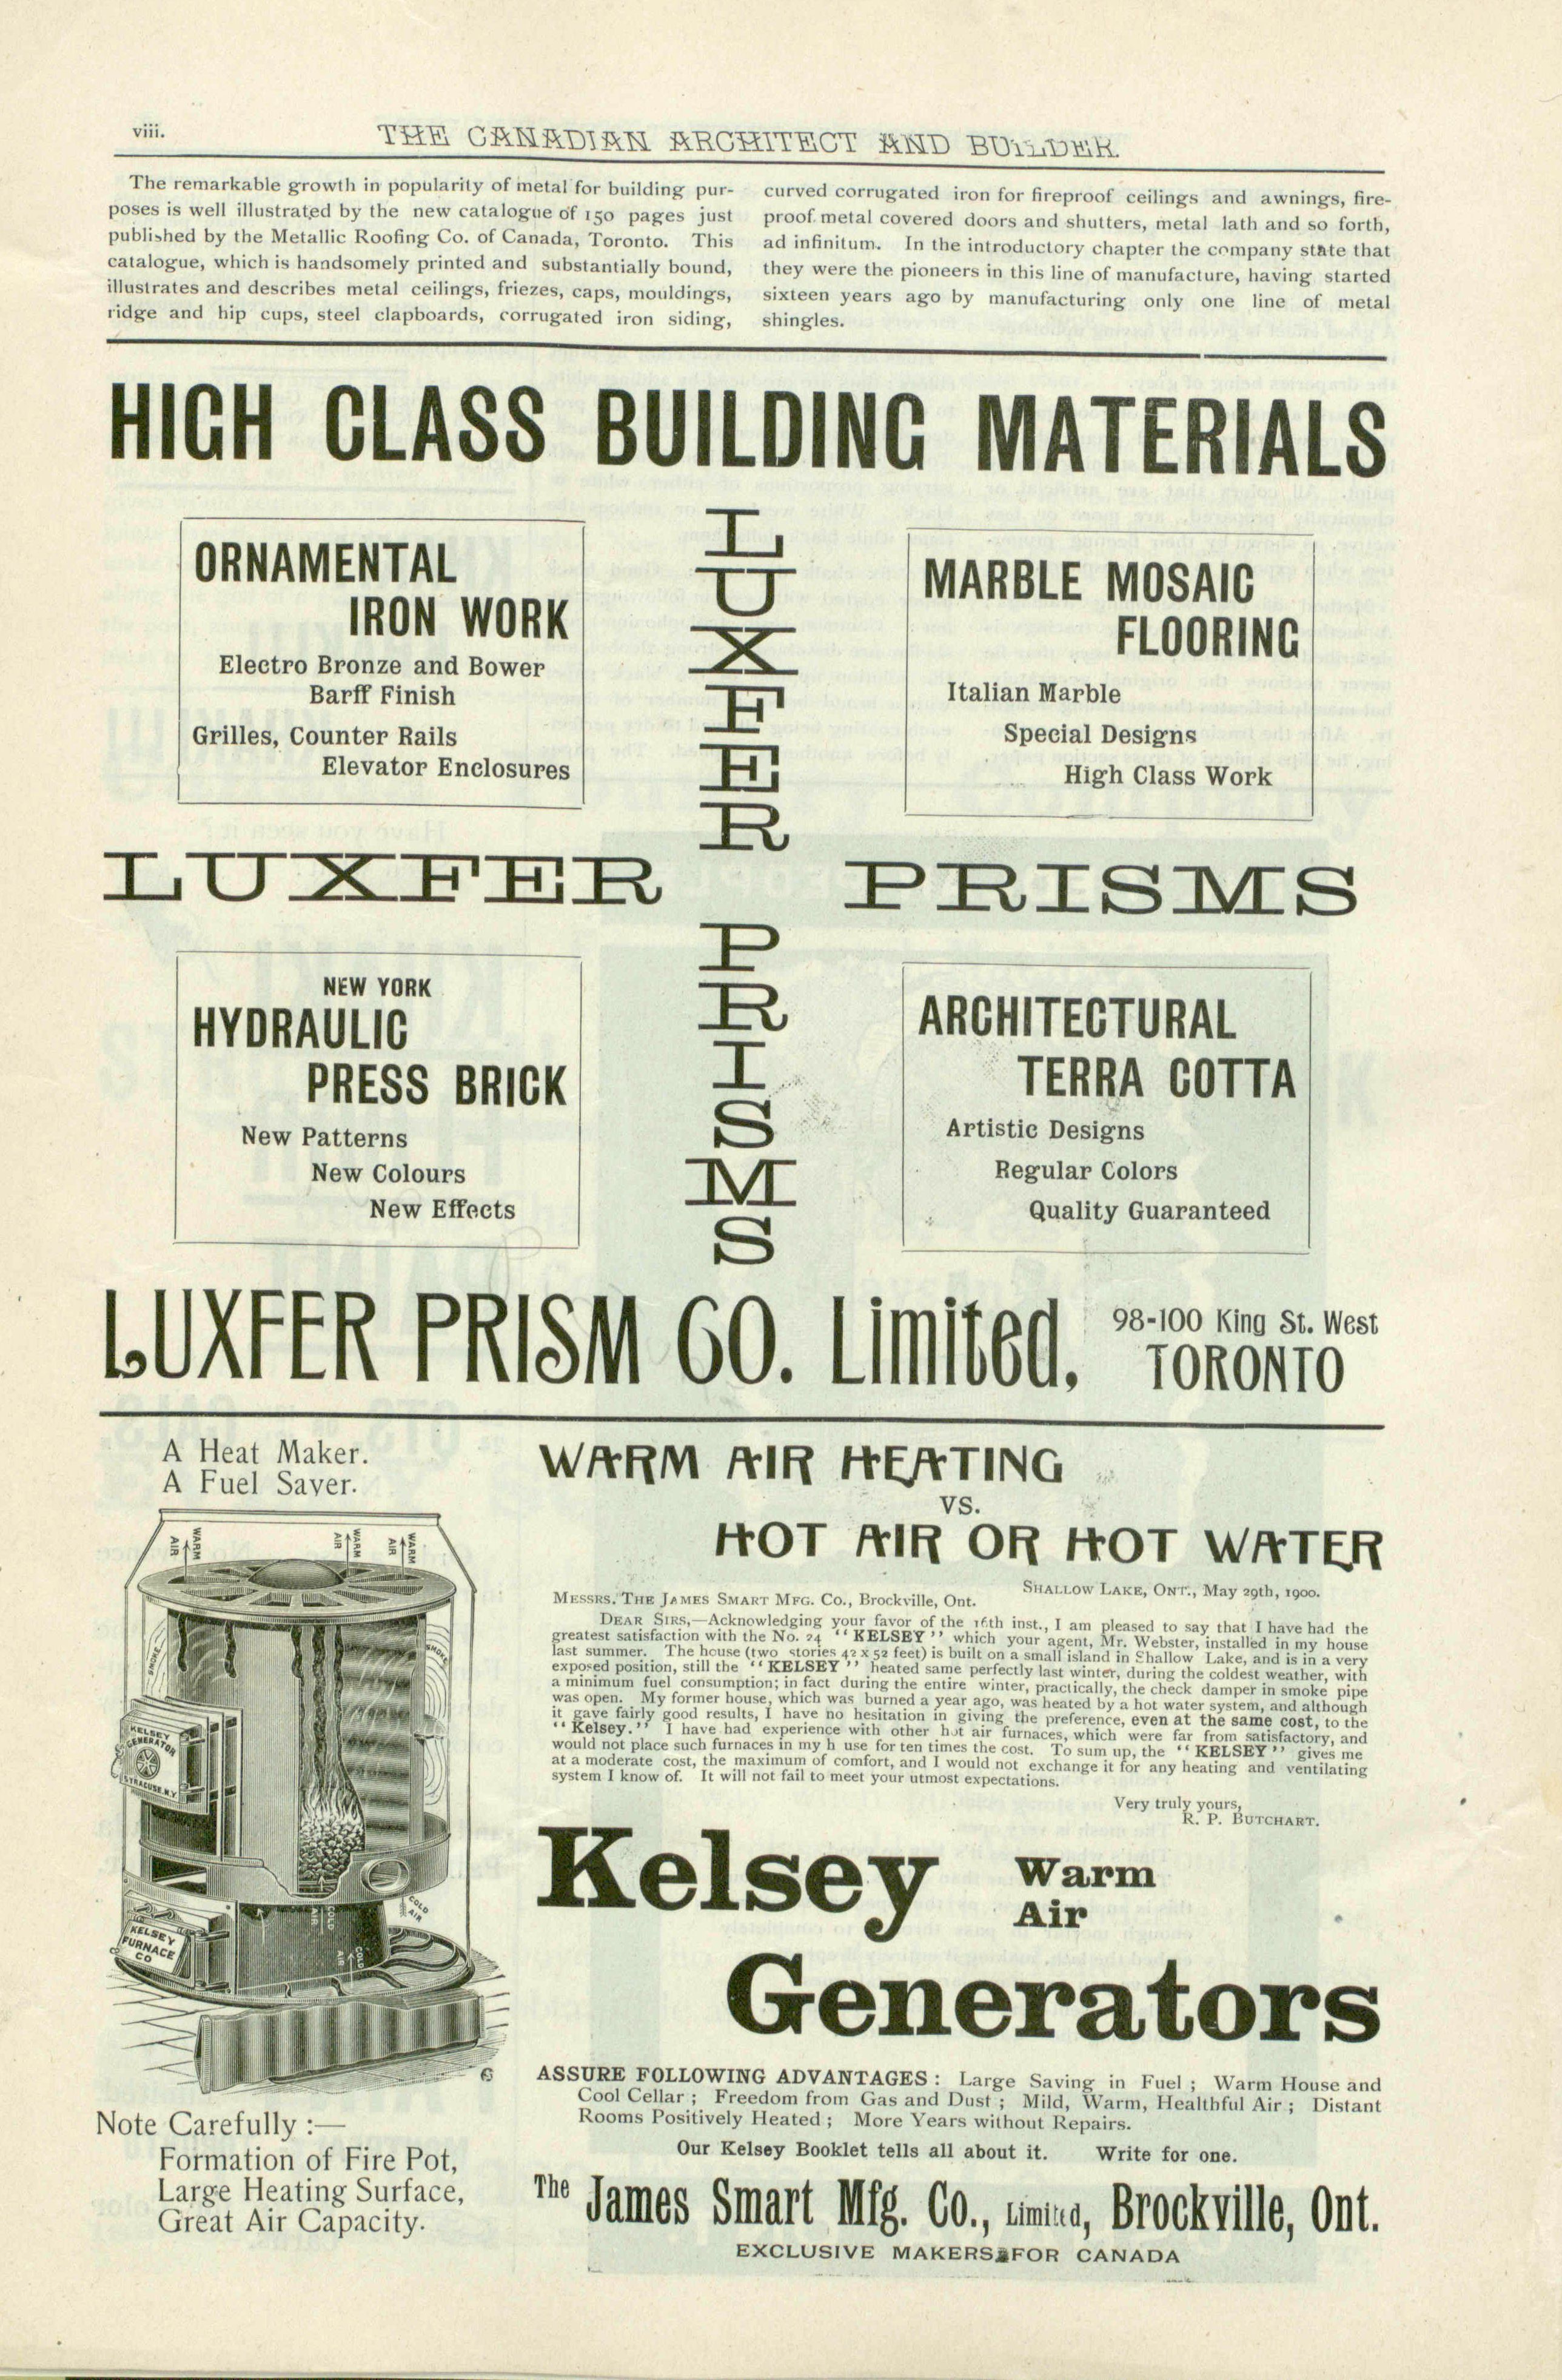 viii.
THE CANADIAN ARCHITECT AND BUILDER.
The remarkable growth in popularity of metal for building pur-
poses is well illustrated by the new catalogue of 150 pages just
published by the Metallic Roofing Co. of Canada, Toronto. This
catalogue, which is handsomely printed and substantially bound,
illustrates and describes metal ceilings, friezes, caps, mouldings,
ridge and hip cups, steel clapboards, corrugated iron siding,
curved corrugated iron for fireproof ceilings and awnings, fire-
proof metal covered doors and shutters, metal lath and so forth,
ad infinitum. In the introductory chapter the company state that
they were the pioneers in this line of manufacture, having started
sixteen years ago by manufacturing only one line of metal
shingles.
HIGH CLASS BUILDING MATERIALS
ORNAMENTAL
IRON WORK
Electro Bronze and Bower
Barff Finish
Grilles, Counter Rails
Elevator Enclosures
LUXFER
PRISMS
MARBLE MOSAIC
FLOORING
Italian Marble
Special Designs
High Class Work
LUXFER PRISMS
NEW YORK
HYDRAULIC
PRESS BRICK
New Patterns
New Colours
New Effects
ARCHITECTURAL
TERRA COTTA
Artistic Designs
Regular Colors
Quality Guaranteed
LUXFER PRISM CO. Limited,
98-100 King St. West
TORONTO
A Heat Maker.
A Fuel Saver.
WARM AIR
WARM AIR
WARM AIR
SMOKE
SMOKE
KELSEY
GENERATOR
SYRACUSE.N.Y.
COLD AIR
COLD AIR
COLD AIR
KELSEY
FURNACE
CO
Note Carefully :—
Formation of Fire Pot,
Large Heating Surface,
Great Air Capacity.
WARM AIR HEATING
VS.
HOT AIR OR HOT WATER
SHALLOW LAKE, ONT., May 29th, 1900.
MESSRS. THE JAMES SMART MFG. CO., Brockville, Ont.
DEAR SIRS,—Acknowledging your favor of the 16th inst., I am pleased to say that I have had the
greatest satisfaction with the No. 24 "KELSEY" which your agent, Mr. Webster, installed in my house
last summer. The house (two stories 42 x 52 feet) is built on a small island in Shallow Lake, and is in a very
exposed position, still the "KELSEY" heated same perfectly last winter, during the coldest weather, with
a minimum fuel consumption; in fact during the entire winter, practically, the check damper in smoke pipe
was open. My former house, which was burned a year ago, was heated by a hot water system, and although
it gave fairly good results, I have no hesitation in giving the preference, even at the same cost, to the
"Kelsey." I have had experience with other hot air furnaces, which were far from satisfactory, and
would not place such furnaces in my h use for ten times the cost. To sum up, the "KELSEY" gives me
at a moderate cost, the maximum of comfort, and I would not exchange it for any heating and ventilating
system I know of. It will not fail to meet your utmost expectations.
Very truly yours,
R. P. BUTCHART.
Kelsey Warm
Air
Generators
ASSURE FOLLOWING ADVANTAGES : Large Saving in Fuel ; Warm House and
Cool Cellar ; Freedom from Gas and Dust ; Mild, Warm, Healthful Air ; Distant
Rooms Positively Heated ; More Years without Repairs.
Our Kelsey Booklet tells all about it. Write for one.
The James Smart Mfg. Co., Limited, Brockville, Ont.
EXCLUSIVE MAKERS FOR CANADA